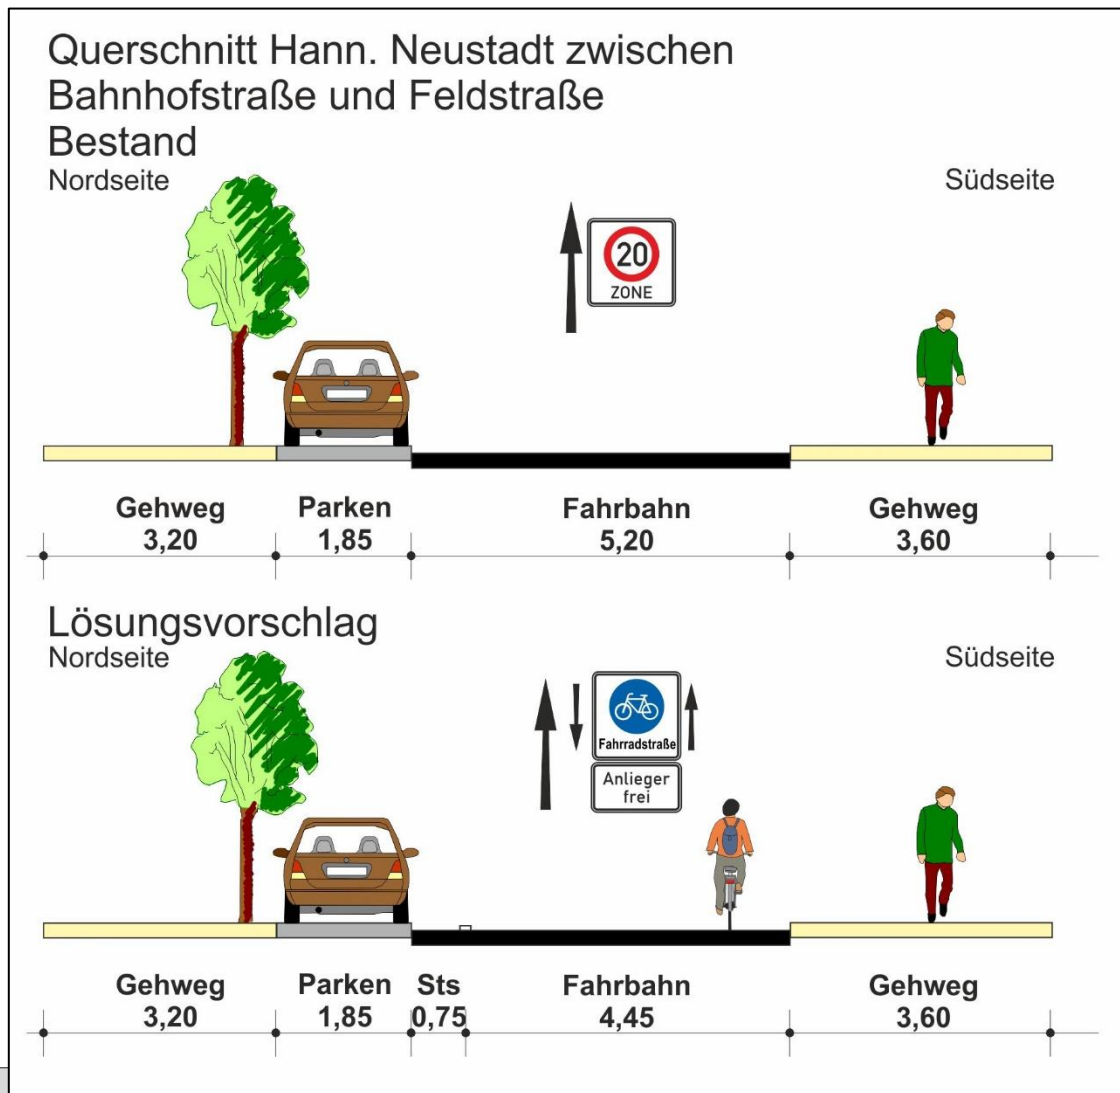 Querschnitt Hann. Neustadt zwischen
Bahnhofstraße und Feldstraße
Bestand
Nordseite
Südseite
20
ZONE
Gehweg
3,20
Parken
1,85
Fahrbahn
5,20
Gehweg
3,60
Lösungsvorschlag
Nordseite
Südseite
Fahrradstraße
Anlieger
frei
Gehweg
3,20
Parken
1,85
Sts
0,75
Fahrbahn
4,45
Gehweg
3,60